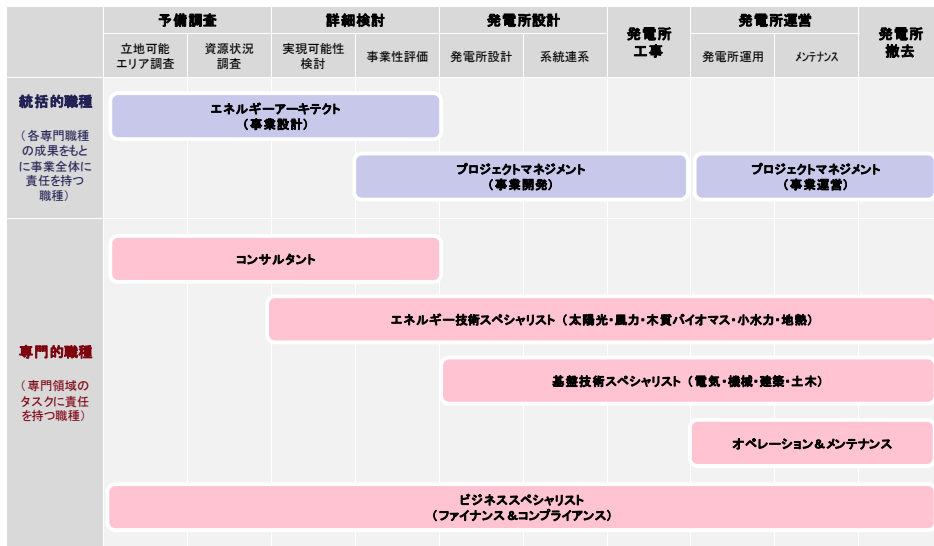 予備調査
詳細検討
発電所設計
発電所
工事
発電所運営
発電所
撤去
立地可能
エリア調査
資源状況
調査
実現可能性
検討
事業性評価
発電所設計
系統連系
発電所運用
メンテナンス
統括的職種
（各専門職種
の成果をもと
に事業全体に
責任を持つ
職種）
エネルギーアーキテクト
（事業設計）
プロジェクトマネジメント
（事業開発）
プロジェクトマネジメント
（事業運営）
専門的職種
（専門領域の
タスクに責任
を持つ職種）
コンサルタント
エネルギー技術スペシャリスト（太陽光・風力・木質バイオマス・小水力・地熱）
基盤技術スペシャリスト（電気・機械・建築・土木）
オペレーション＆メンテナンス
ビジネススペシャリスト
（ファイナンス＆コンプライアンス）